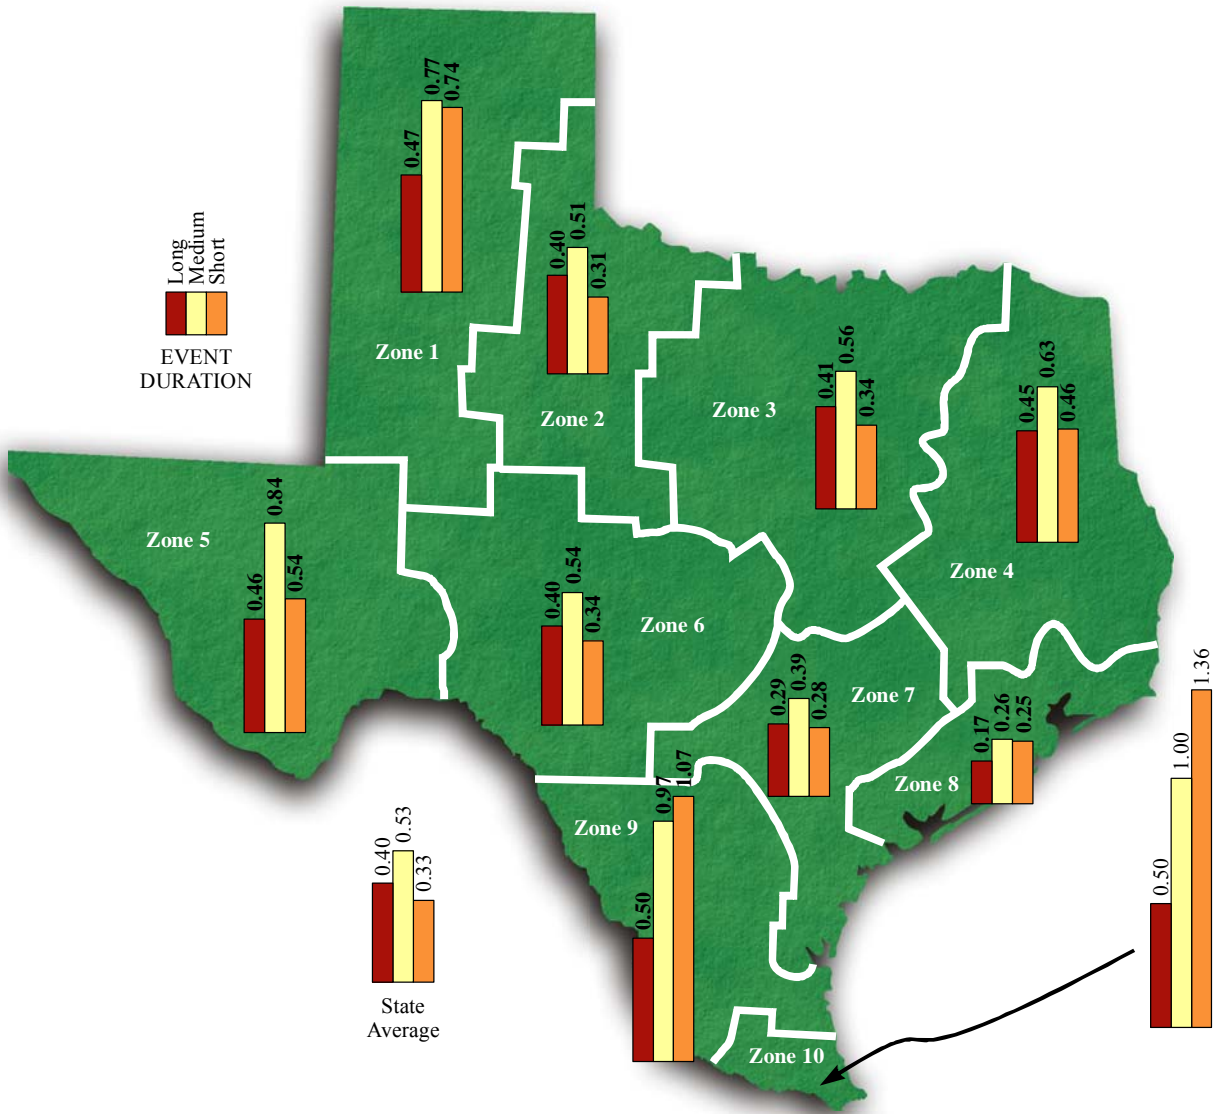 0.47
0.77
0.74
Zone 1
Long
Medium
Short
EVENT
DURATION
0.40
0.51
0.31
Zone 2
0.41
0.56
0.34
Zone 3
0.45
0.63
0.46
Zone 4
0.46
0.84
0.54
Zone 5
0.40
0.54
0.34
Zone 6
0.29
0.39
0.28
Zone 7
0.17
0.26
0.25
Zone 8
0.50
0.97
1.07
Zone 9
0.50
1.00
1.36
Zone 10
0.40
0.53
0.33
State
Average